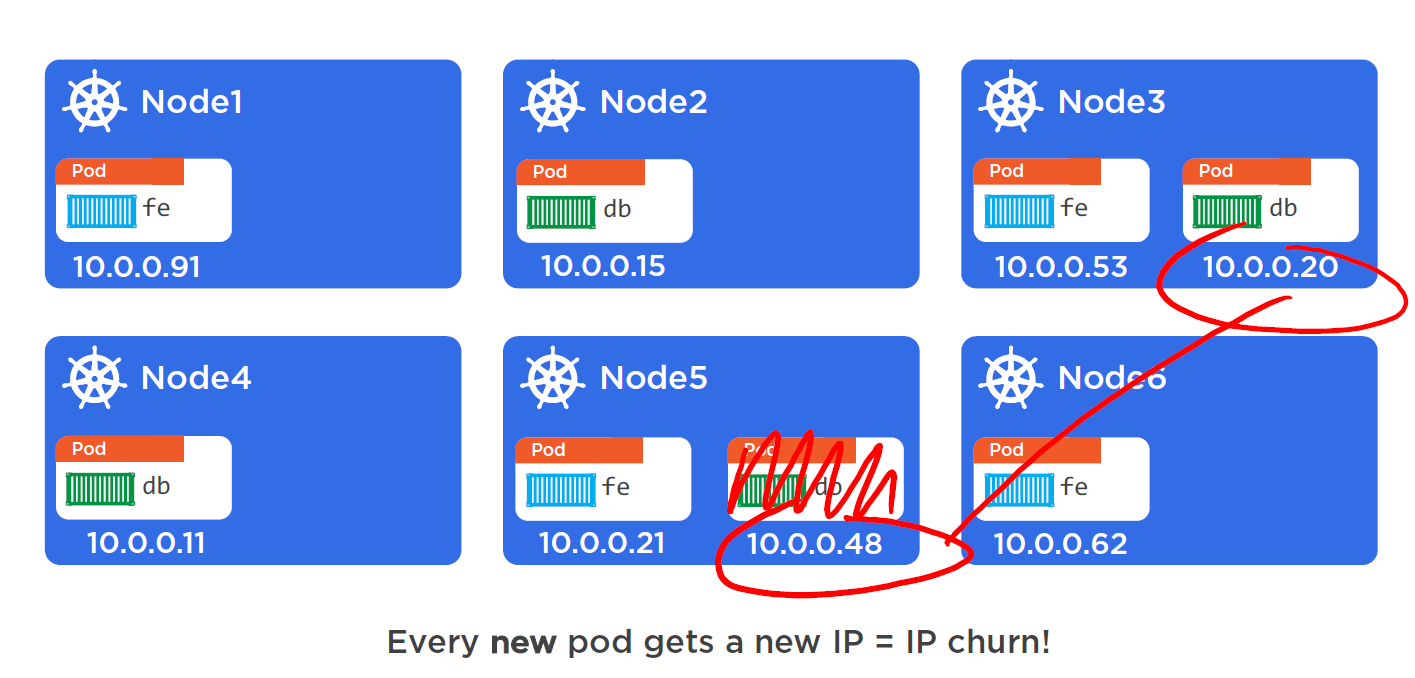 Node1
Pod
fe
10.0.0.91
Node2
Pod
db
10.0.0.15
Node3
Pod
fe
10.0.0.53
Pod
db
10.0.0.20
Node4
Pod
db
10.0.0.11
Node5
Pod
fe
10.0.0.21
Pod
db
10.0.0.48
Node6
Pod
fe
10.0.0.62
Every new pod gets a new IP = IP churn!